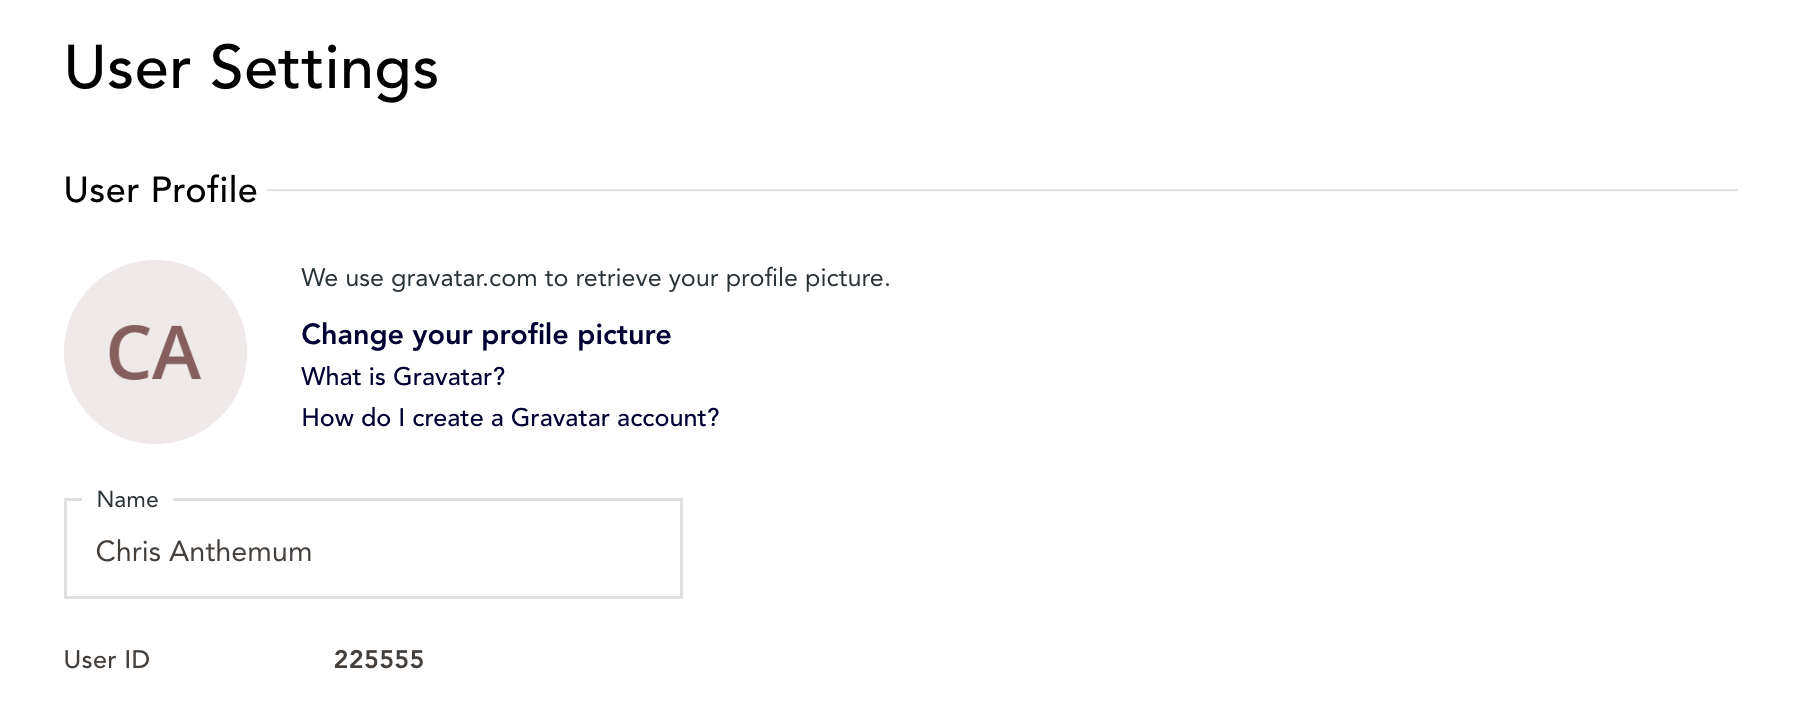 User Settings
User Profile
CA
We use gravatar.com to retrieve your profile picture.
Change your profile picture
What is Gravatar?
How do I create a Gravatar account?
Name
Chris Anthemum
User ID 225555